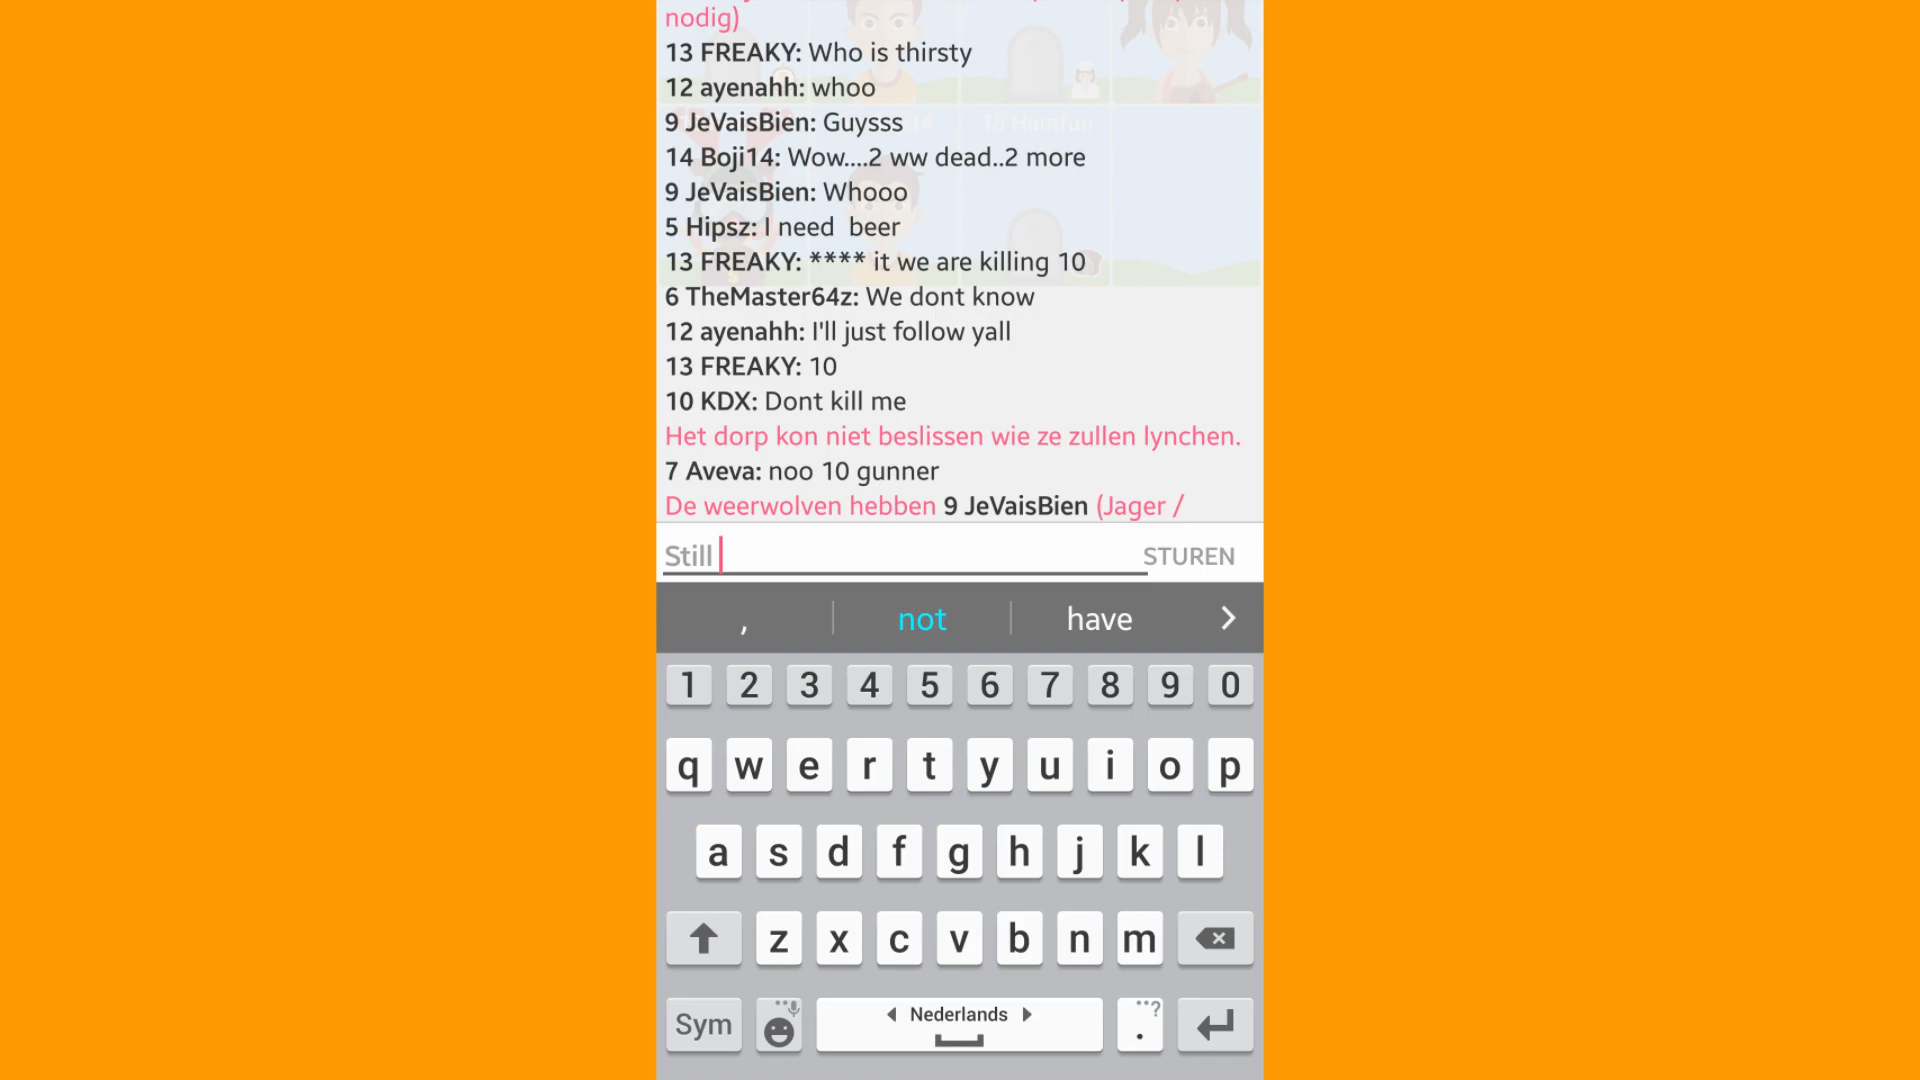 nodig)
13 FREAKY: Who is thirsty
12 ayenahh: whoo
9 JeVaisBien: Guysss
14 Boji14: Wow....2 ww dead..2 more
9 JeVaisBien: Whooo
5 Hipsz: I need  beer
13 FREAKY: **** it we are killing 10
6 TheMaster64z: We dont know
12 ayenahh: I'll just follow yall
13 FREAKY: 10
10 KDX: Dont kill me
Het dorp kon niet beslissen wie ze zullen lynchen.
7 Aveva: noo 10 gunner
De weerwolven hebben 9 JeVaisBien (Jager /
Still STUREN
, not have
1 2 3 4 5 6 7 8 9 0
q w e r t y u i o p
a s d f g h j k l
z x c v b n m
Sym Nederlands . ?